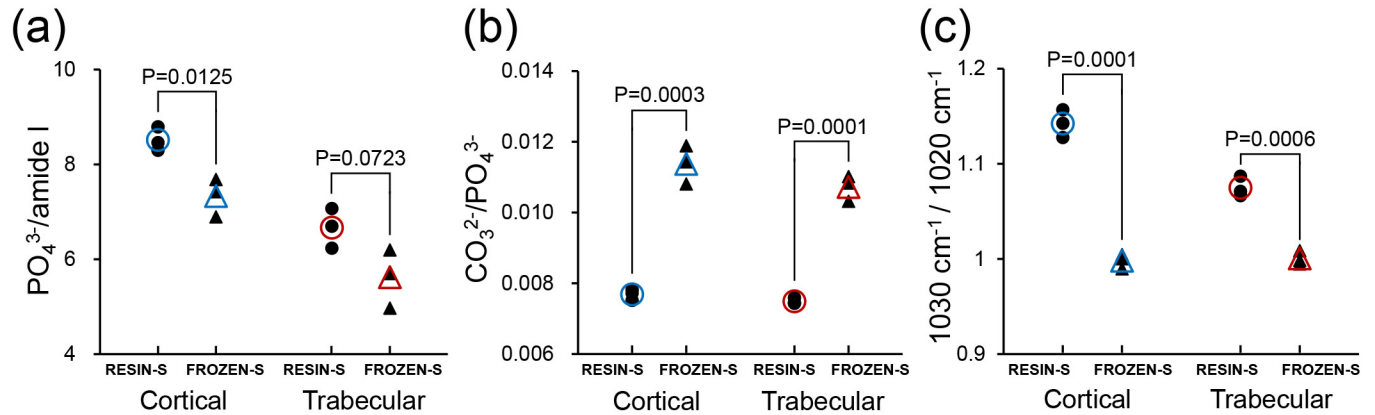 (a)
PO₄³⁻/amide I
10
8
6
4
P=0.0125
P=0.0723
RESIN-S FROZEN-S RESIN-S FROZEN-S
Cortical Trabecular
(b)
CO₃²⁻/PO₄³⁻
0.014
0.012
0.010
0.008
0.006
P=0.0003
P=0.0001
RESIN-S FROZEN-S RESIN-S FROZEN-S
Cortical Trabecular
(c)
1030 cm⁻¹ / 1020 cm⁻¹
1.2
1.1
1
0.9
P=0.0001
P=0.0006
RESIN-S FROZEN-S RESIN-S FROZEN-S
Cortical Trabecular